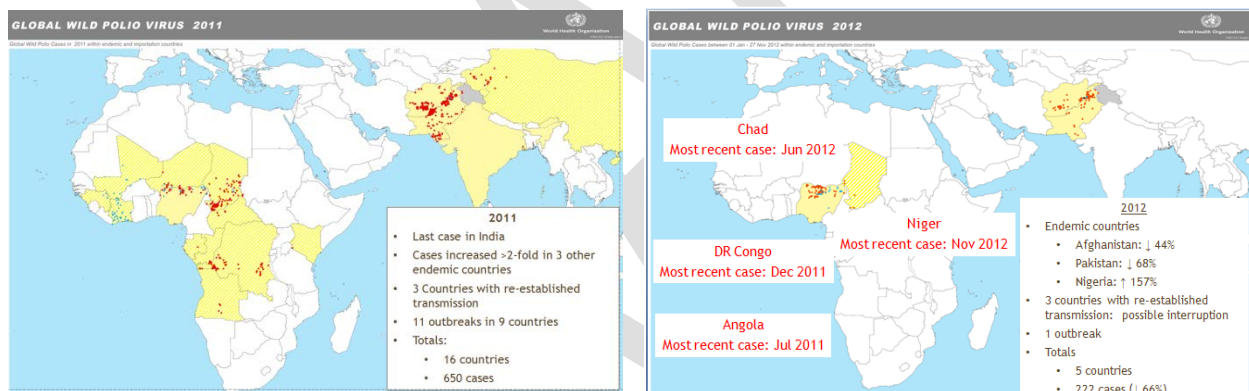 GLOBAL WILD POLIO VIRUS 2011
World Health Organization
Global Wild Polio Cases in 2011 within endemic and importation countries
2011
• Last case in India
• Cases increased >2-fold in 3 other
endemic countries
• 3 Countries with re-established
transmission
• 11 outbreaks in 9 countries
• Totals:
• 16 countries
• 650 cases
GLOBAL WILD POLIO VIRUS 2012
World Health Organization
Global Wild Polio Cases between 01 Jan - 27 Nov 2012 within endemic and importation countries
Chad
Most recent case: Jun 2012
Niger
Most recent case: Nov 2012
DR Congo
Most recent case: Dec 2011
Angola
Most recent case: Jul 2011
2012
• Endemic countries
• Afghanistan: ↓ 44%
• Pakistan: ↓ 68%
• Nigeria: ↑ 157%
• 3 countries with re-established
transmission: possible interruption
• 1 outbreak
• Totals
• 5 countries
• 222 cases (↓ 66%)